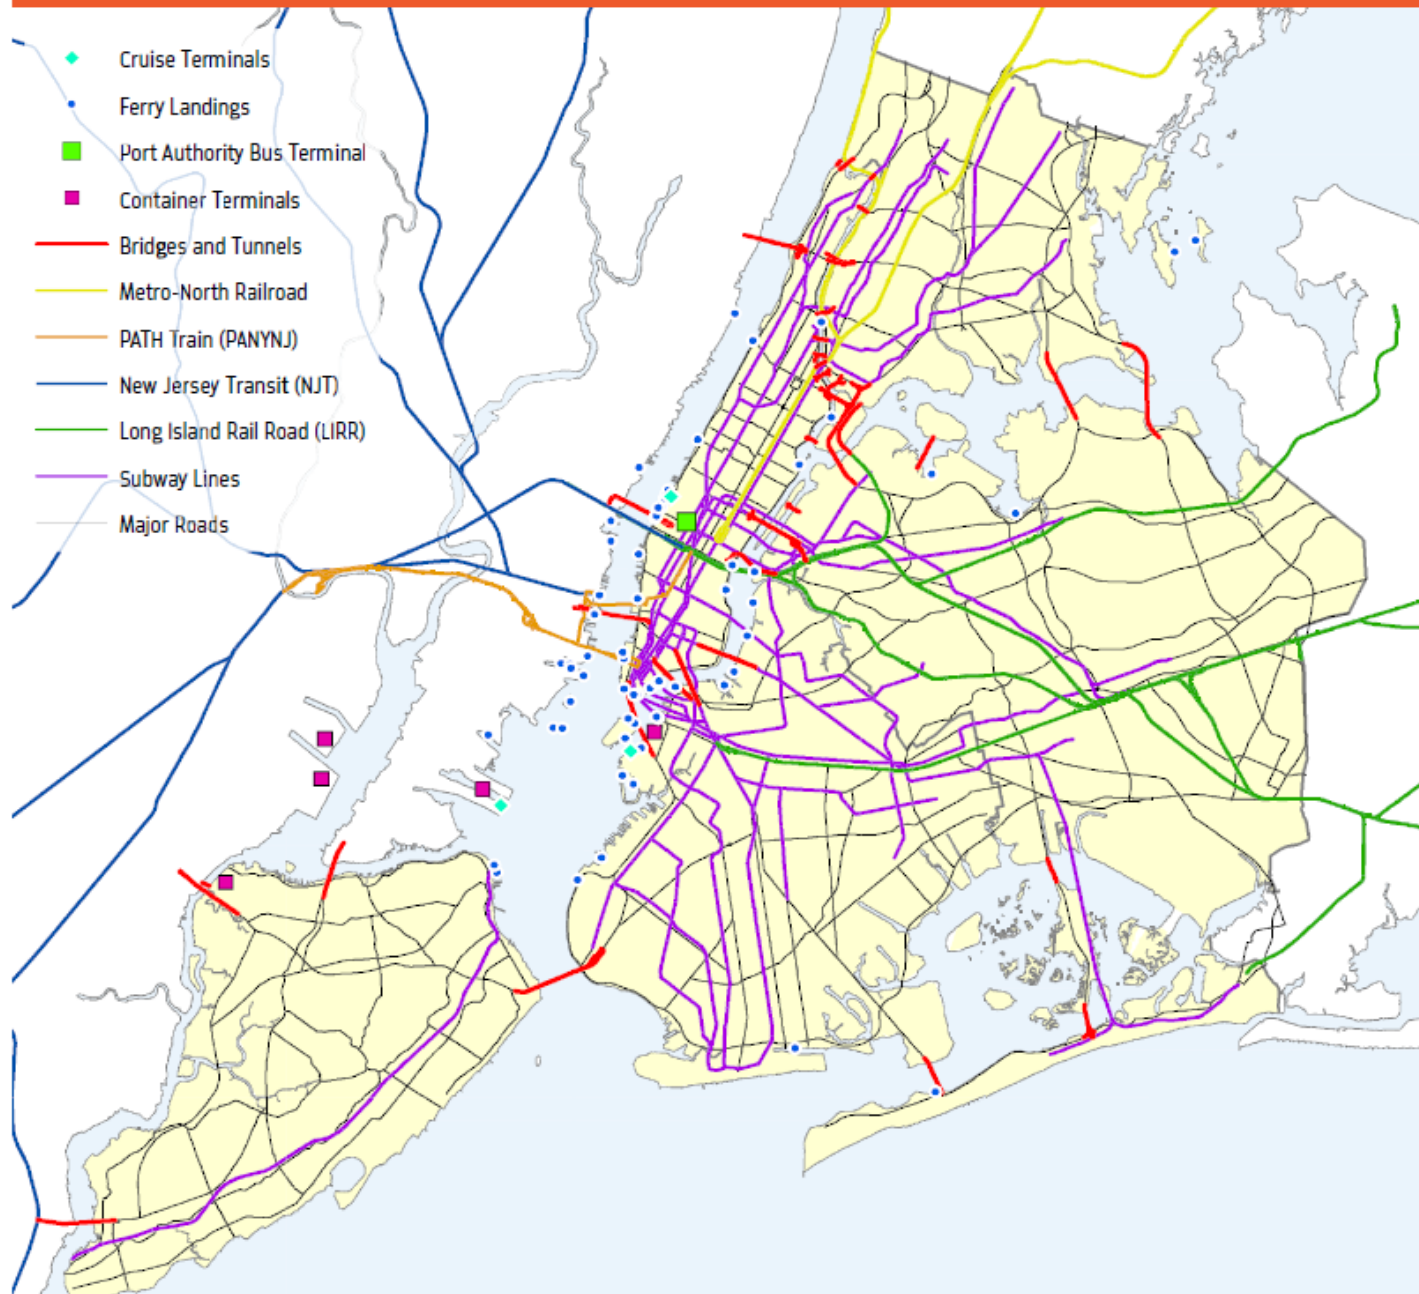 Cruise Terminals
Ferry Landings
Port Authority Bus Terminal
Container Terminals
Bridges and Tunnels
Metro-North Railroad
PATH Train (PANYNJ)
New Jersey Transit (NJT)
Long Island Rail Road (LIRR)
Subway Lines
Major Roads